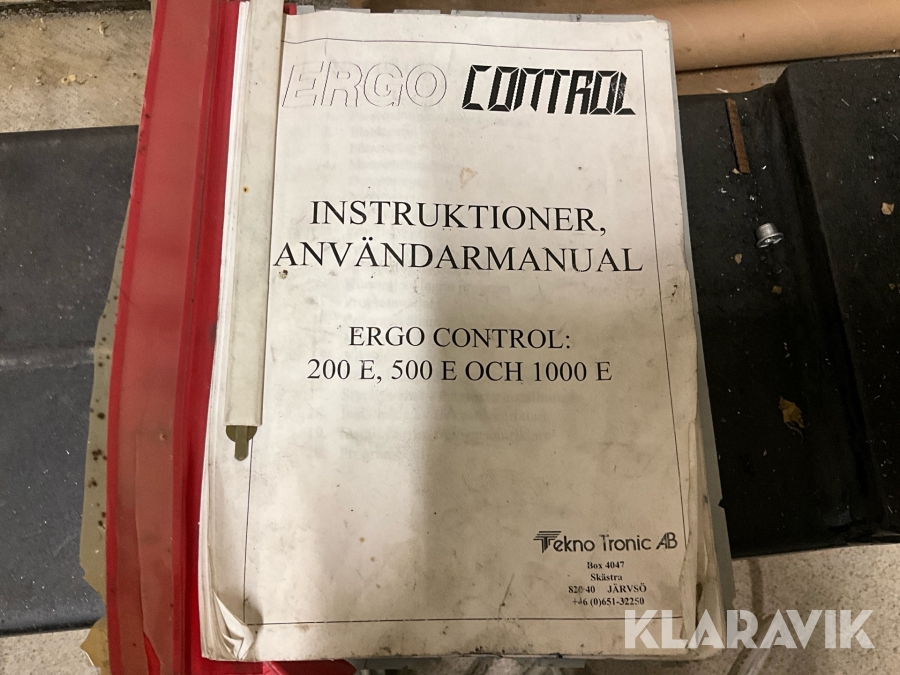 ERGO CONTROL
INSTRUKTIONER,
ANVÄNDARMANUAL
ERGO CONTROL:
200 E, 500 E OCH 1000 E
Tekno Tronic AB
Box 4047
Skästra
820 40 JÄRVSÖ
+46 (0)651-32250
KLARAVIK